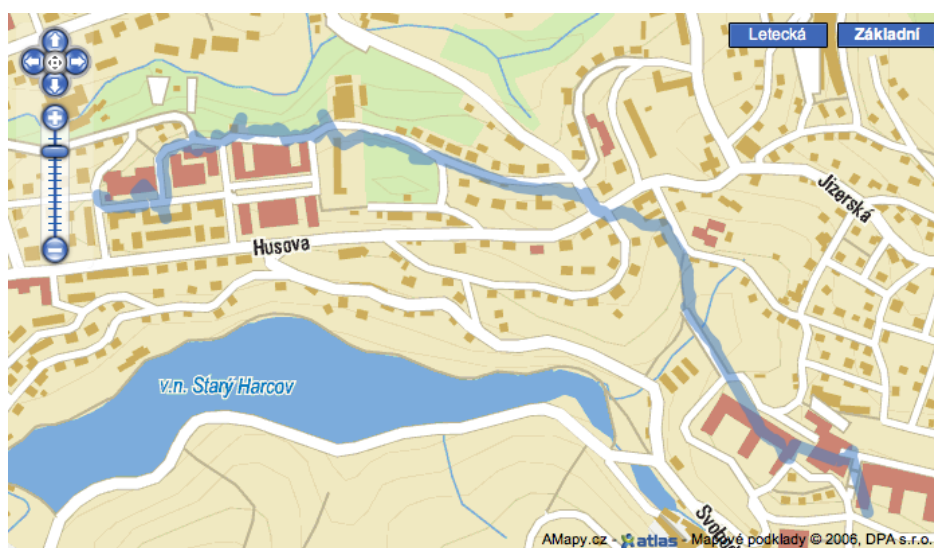 Letecká
Základní
Jizerská
Husova
v.n. Starý Harcov
AMapy.cz - atlas - Mapové podklady © 2006, DPA s.r.o.